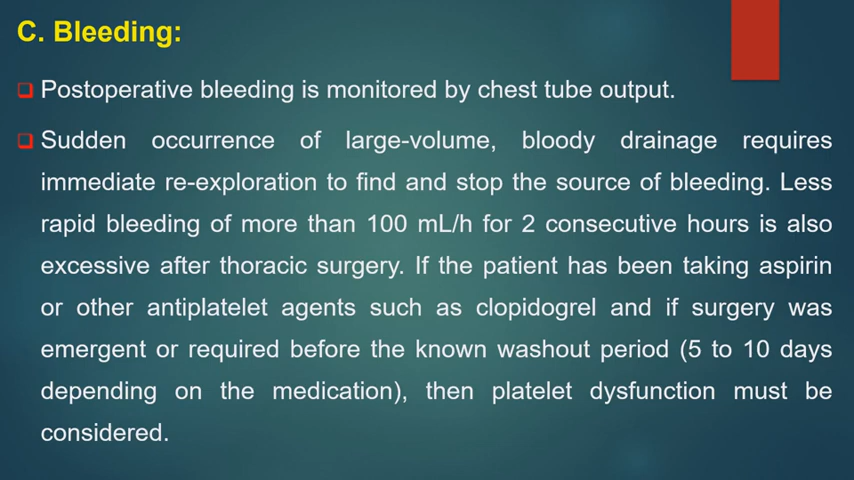 C. Bleeding:
Postoperative bleeding is monitored by chest tube output.
Sudden occurrence of large-volume, bloody drainage requires
immediate re-exploration to find and stop the source of bleeding. Less
rapid bleeding of more than 100 mL/h for 2 consecutive hours is also
excessive after thoracic surgery. If the patient has been taking aspirin
or other antiplatelet agents such as clopidogrel and if surgery was
emergent or required before the known washout period (5 to 10 days
depending on the medication), then platelet dysfunction must be
considered.